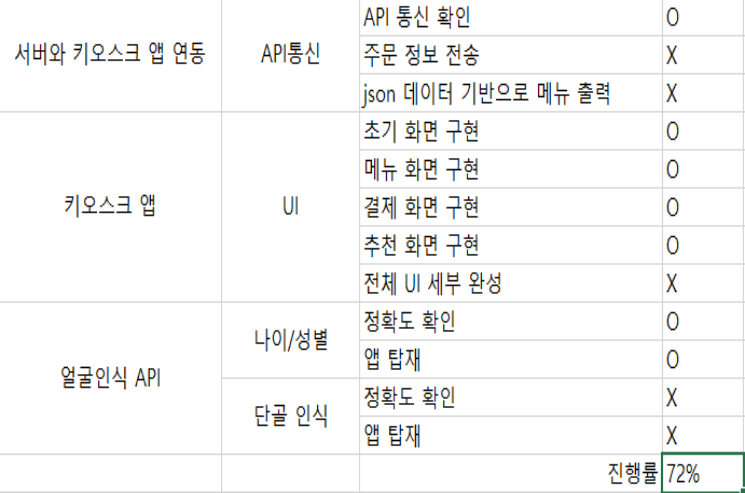 API 통신 확인 O
서버와 키오스크 앱 연동 API통신 주문 정보 전송 X
json 데이터 기반으로 메뉴 출력 X
초기 화면 구현 O
메뉴 화면 구현 O
키오스크 앱 UI 결제 화면 구현 O
추천 화면 구현 O
전체 UI 세부 완성 X
얼굴인식 API 나이/성별 정확도 확인 O
앱 탑재 O
단골 인식 정확도 확인 X
앱 탑재 X
진행률 72%